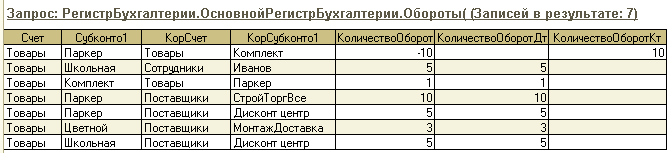 Запрос: РегистрБухгалтерии.ОсновнойРегистрБухгалтерии.Обороты( (Записей в результате: 7)
Счет Субконто1 КорСчет КорСубконто1 КоличествоОборот КоличествоОборотДт КоличествоОборотКт
Товары Паркер Товары Комплект -10 10
Товары Школьная Сотрудники Иванов 5 5
Товары Комплект Товары Паркер 1 1
Товары Паркер Поставщики СтройТоргВсе 10 10
Товары Паркер Поставщики Дисконт центр 5 5
Товары Цветной Поставщики МонтажДоставка 3 3
Товары Школьная Поставщики Дисконт центр 5 5